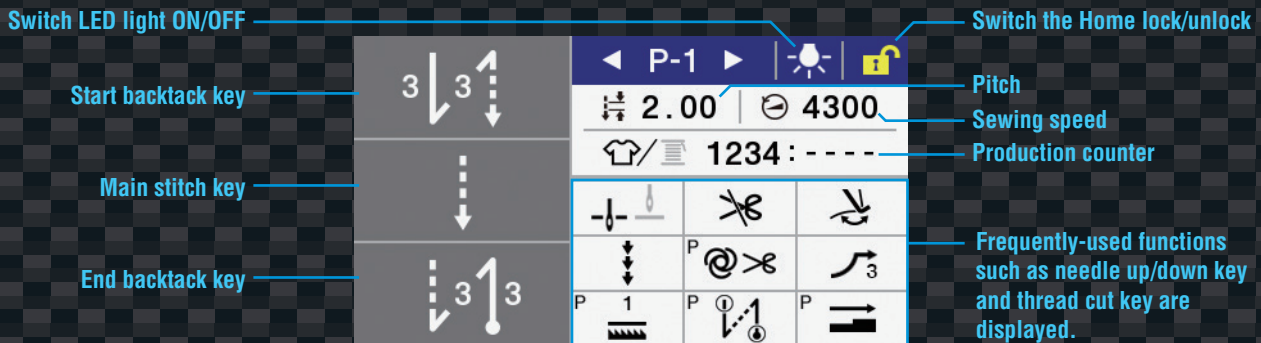 Switch LED light ON/OFF
Switch the Home lock/unlock
P-1
3 3
Start backtack key
Pitch
2.00
4300
Sewing speed
1234:----
Production counter
Main stitch key
Frequently-used functions
such as needle up/down key
and thread cut key are
displayed.
End backtack key
3 3
P
3
P 1
P
P